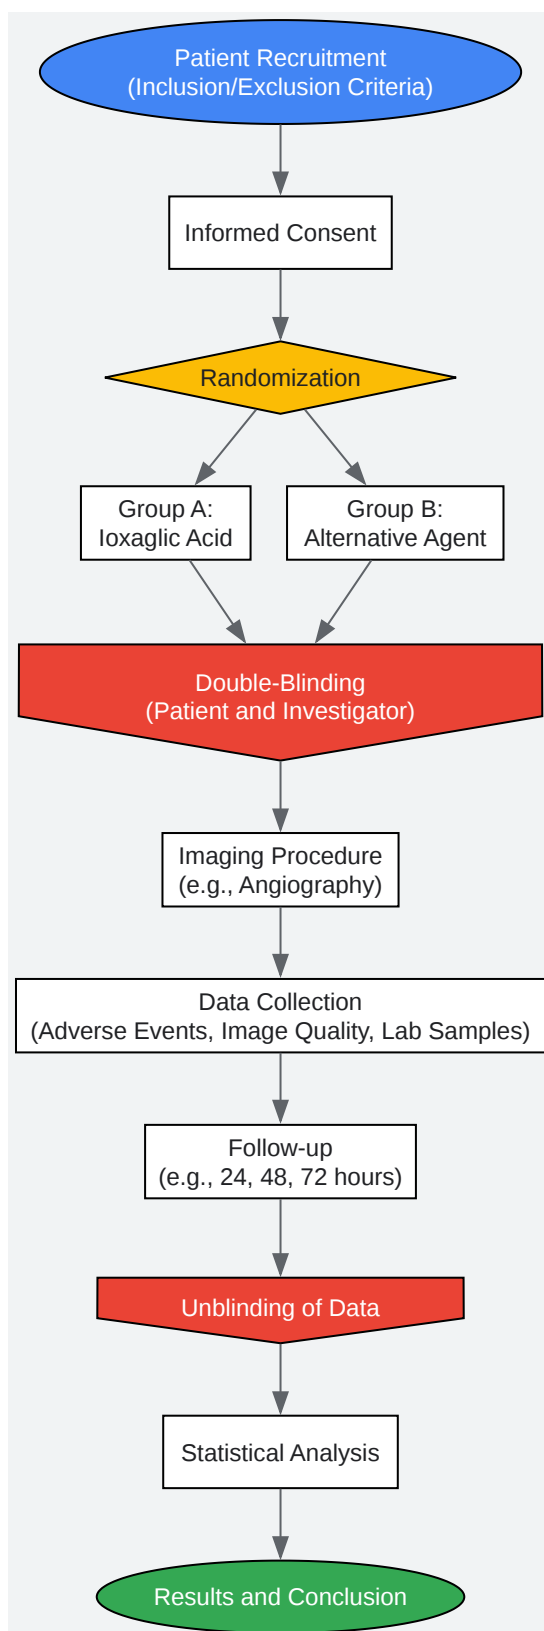 Patient Recruitment
(Inclusion/Exclusion Criteria)
Informed Consent
Randomization
Group A:
Ioxaglic Acid
Group B:
Alternative Agent
Double-Blinding
(Patient and Investigator)
Imaging Procedure
(e.g., Angiography)
Data Collection
(Adverse Events, Image Quality, Lab Samples)
Follow-up
(e.g., 24, 48, 72 hours)
Unblinding of Data
Statistical Analysis
Results and Conclusion